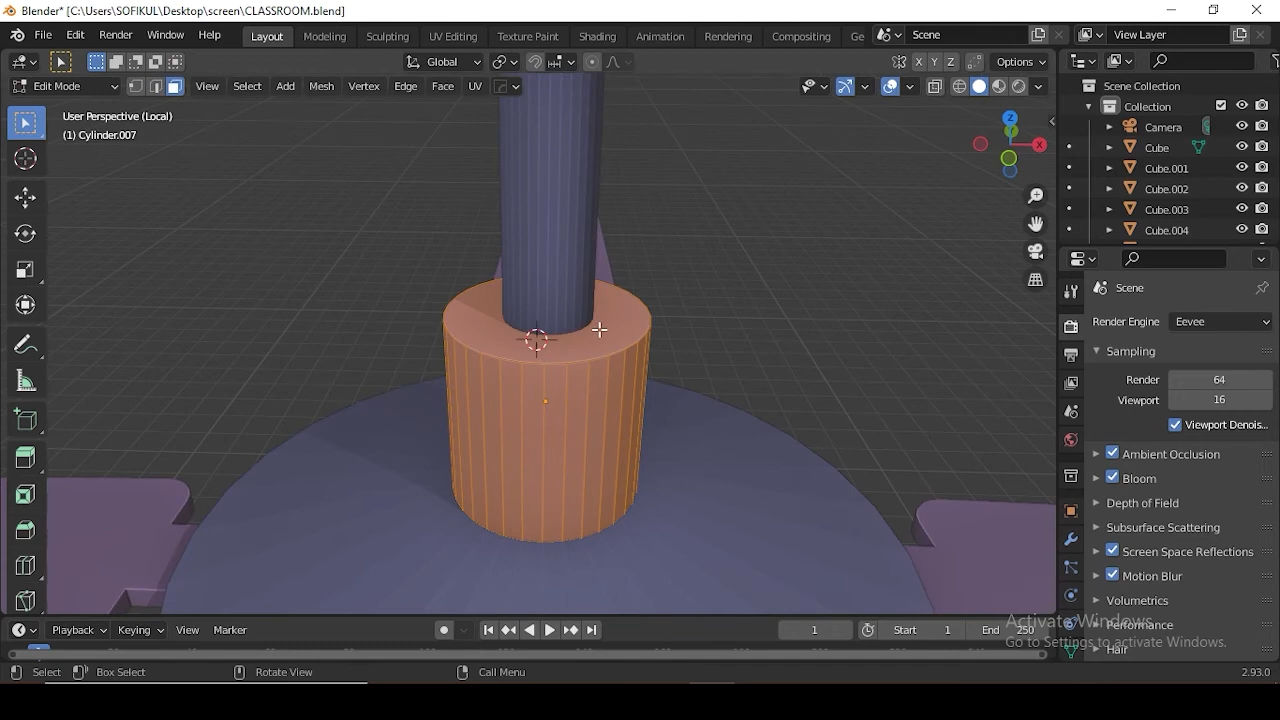 Blender* [C:\Users\SOFIKUL\Desktop\screen\CLASSROOM.blend]
File Edit Render Window Help Layout Modeling Sculpting UV Editing Texture Paint Shading Animation Rendering Compositing Ge Scene View Layer
Global X Y Z Options
Edit Mode View Select Add Mesh Vertex Edge Face UV
User Perspective (Local)
(1) Cylinder.007
Z
X
Scene Collection
Collection
Camera
Cube
Cube.001
Cube.002
Cube.003
Cube.004
Scene
Render Engine Eevee
Sampling
Render 64
Viewport 16
Viewport Denois...
Ambient Occlusion
Bloom
Depth of Field
Subsurface Scattering
Screen Space Reflections
Motion Blur
Volumetrics
Performance
Hair
Activate Windows
Go to Settings to activate Windows.
Playback Keying View Marker 1 Start 1 End 250
Select Box Select Rotate View Call Menu 2.93.0